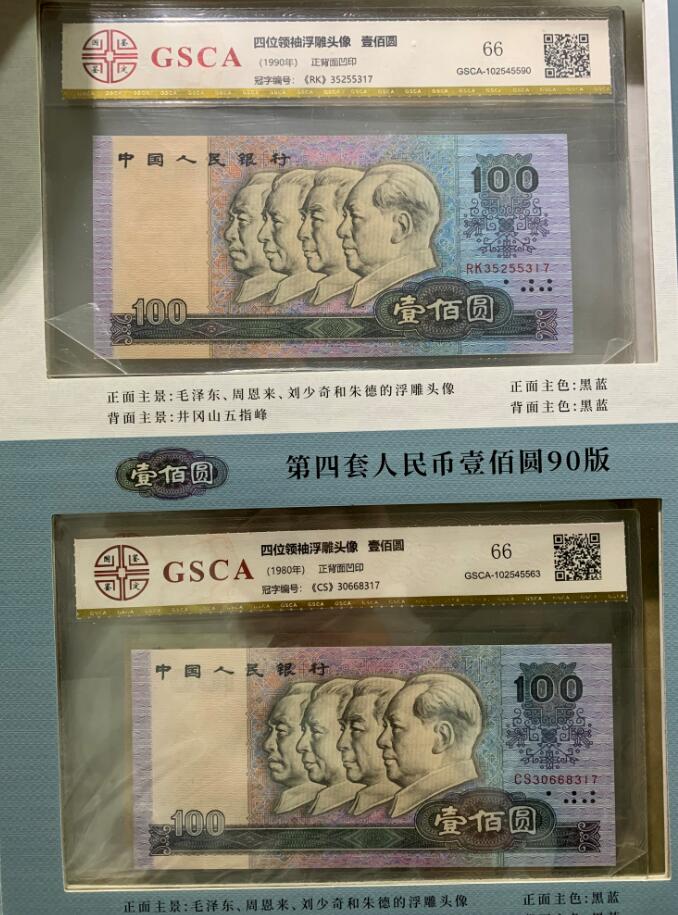 国鉴鉴定
GSCA
四位领袖浮雕头像 壹佰圆
(1990年) 正背面凹印
冠字编号：《RK》35255317
66
GSCA-102545590
中国人民银行
100
RK35255317
100
壹佰圆
正面主景:毛泽东、周恩来、刘少奇和朱德的浮雕头像
正面主色:黑蓝
背面主景:井冈山五指峰
背面主色:黑蓝
壹佰圆
第四套人民币壹佰圆90版
GSCA
四位领袖浮雕头像 壹佰圆
(1980年) 正背面凹印
冠字编号：《CS》30668317
66
GSCA-102545563
中国人民银行
100
CS30668317
100
壹佰圆
正面主景:毛泽东、周恩来、刘少奇和朱德的浮雕头像
正面主色:黑蓝